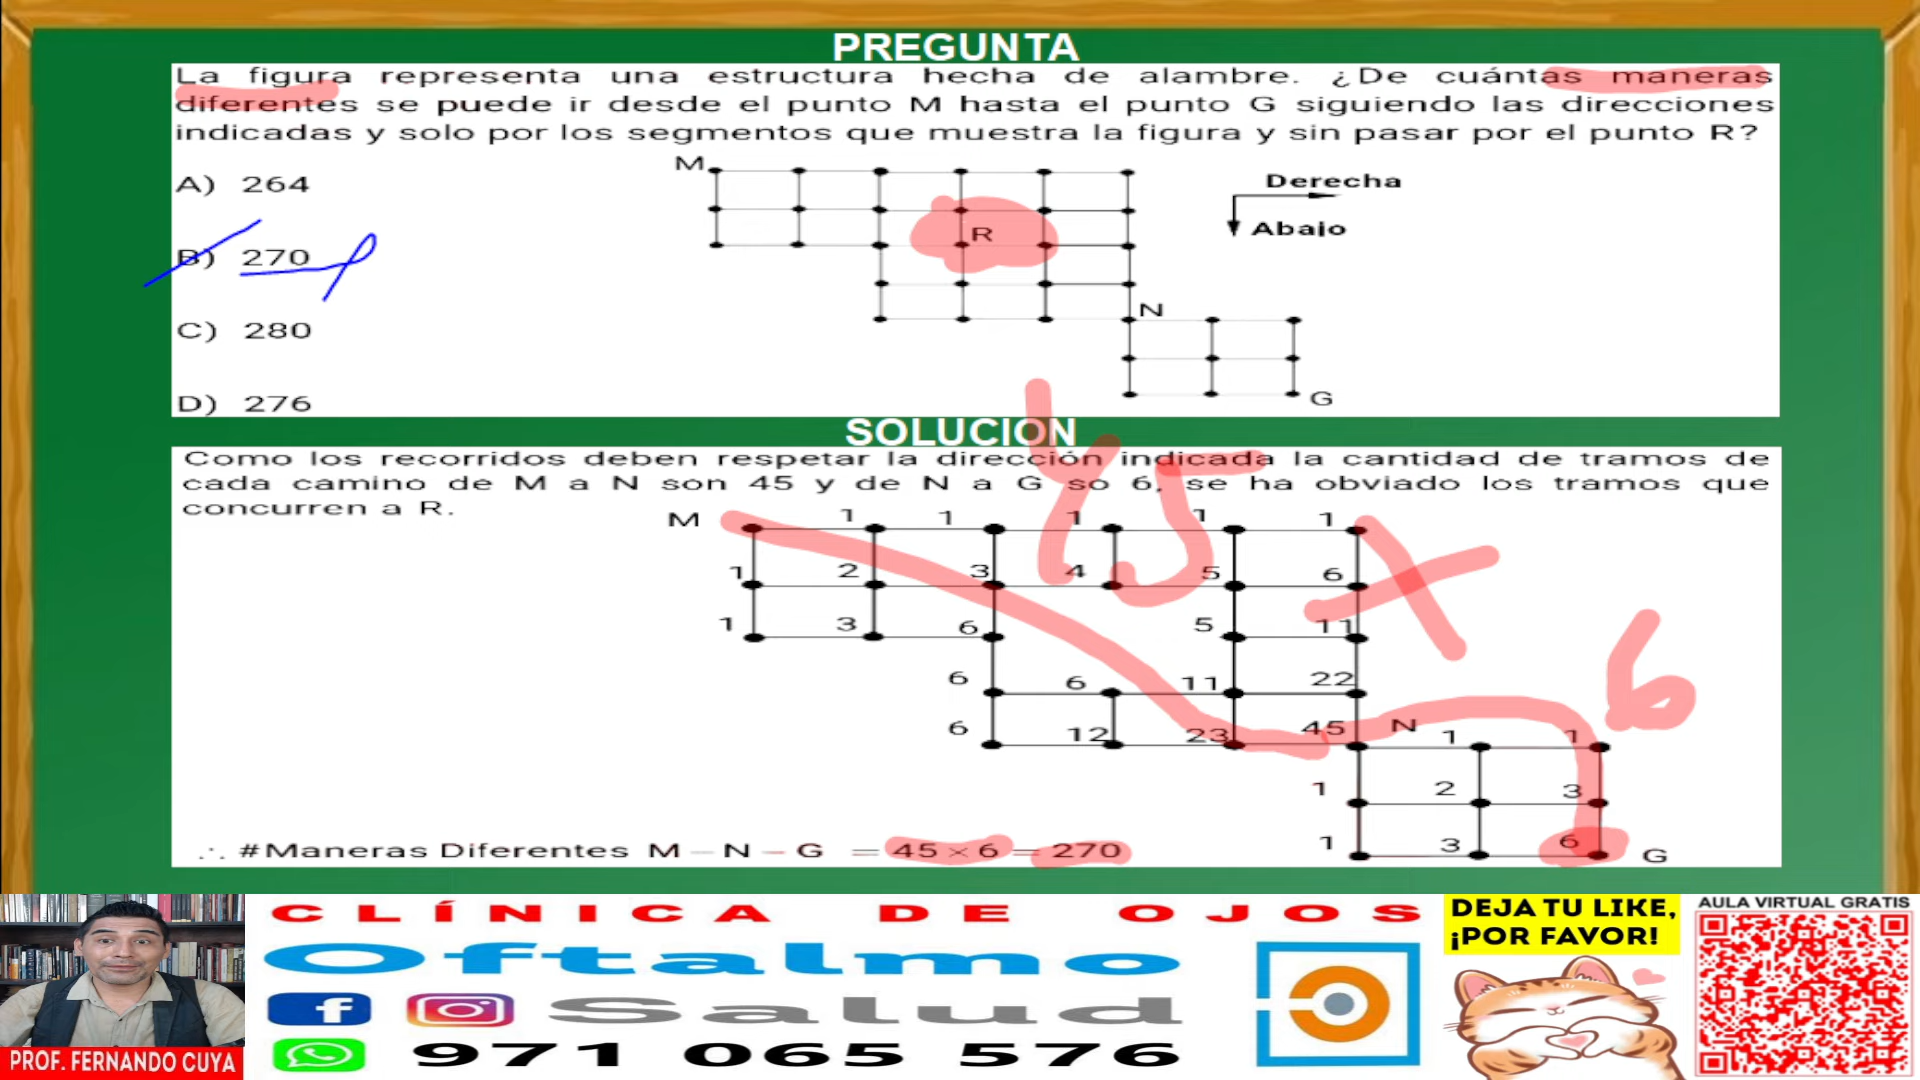 PREGUNTA
La figura representa una estructura hecha de alambre. ¿De cuántas maneras
diferentes se puede ir desde el punto M hasta el punto G siguiendo las direcciones
indicadas y solo por los segmentos que muestra la figura y sin pasar por el punto R?
A) 264
B) 270
C) 280
D) 276
M
Derecha
Abajo
R
N
G
SOLUCION
Como los recorridos deben respetar la dirección indicada la cantidad de tramos de
cada camino de M a N son 45 y de N a G so 6, se ha obviado los tramos que
concurren a R.
M 1 1 1 1 1
1 2 3 4 5 6
1 3 6 5 11
6 6 11 22
6 12 23 45 N 1 1
1 2 3
1 3 6 G
45 x 6
∴ #Maneras Diferentes M - N - G = 45 × 6 = 270
PROF. FERNANDO CUYA
CLÍNICA DE OJOS
Oftalmo
Salud
971 065 576
DEJA TU LIKE,
¡POR FAVOR!
AULA VIRTUAL GRATIS